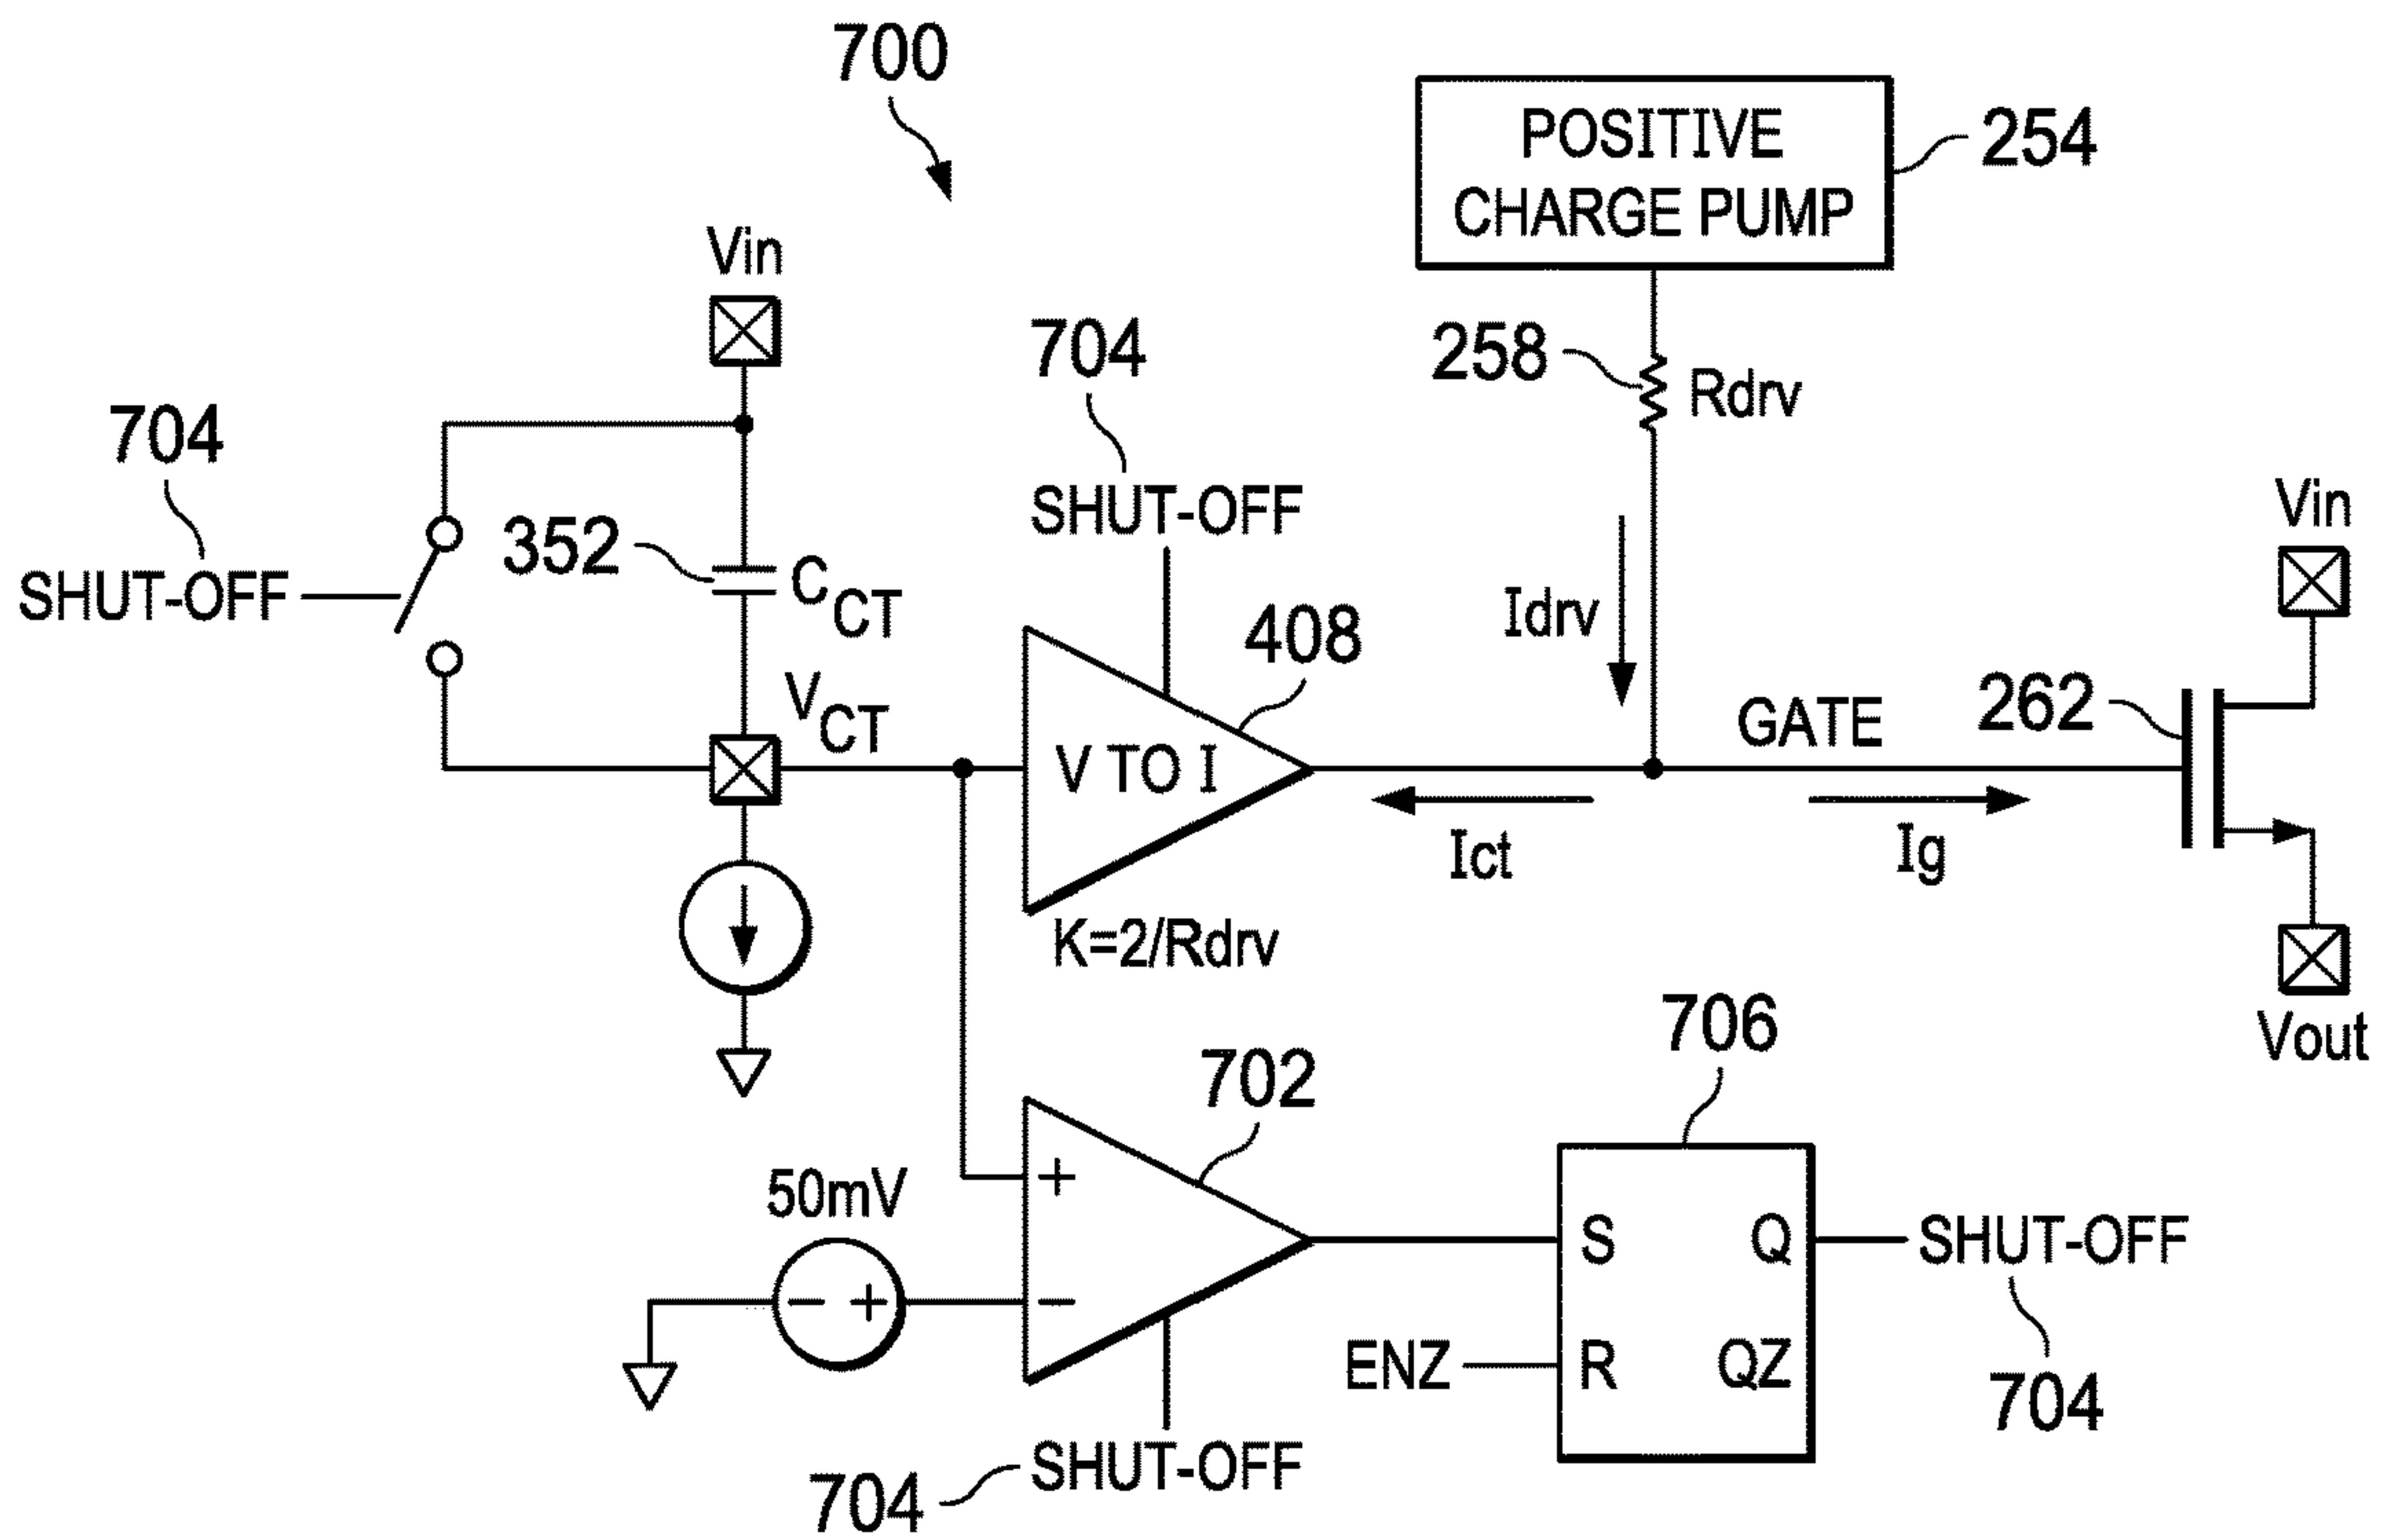 700
POSITIVE
CHARGE PUMP
254
Vin
704
258
Rdrv
704
SHUT-OFF
Vin
352
CCT
SHUT-OFF
Idrv
408
262
VCT
GATE
V TO I
Ict
Ig
K=2/Rdrv
Vout
706
702
50mV
+
S
Q
SHUT-OFF
- +
-
ENZ
R
QZ
704
SHUT-OFF
704